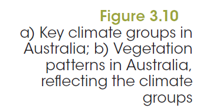 Figure 3.10
a) Key climate groups in
Australia; b) Vegetation
patterns in Australia,
reflecting the climate
groups